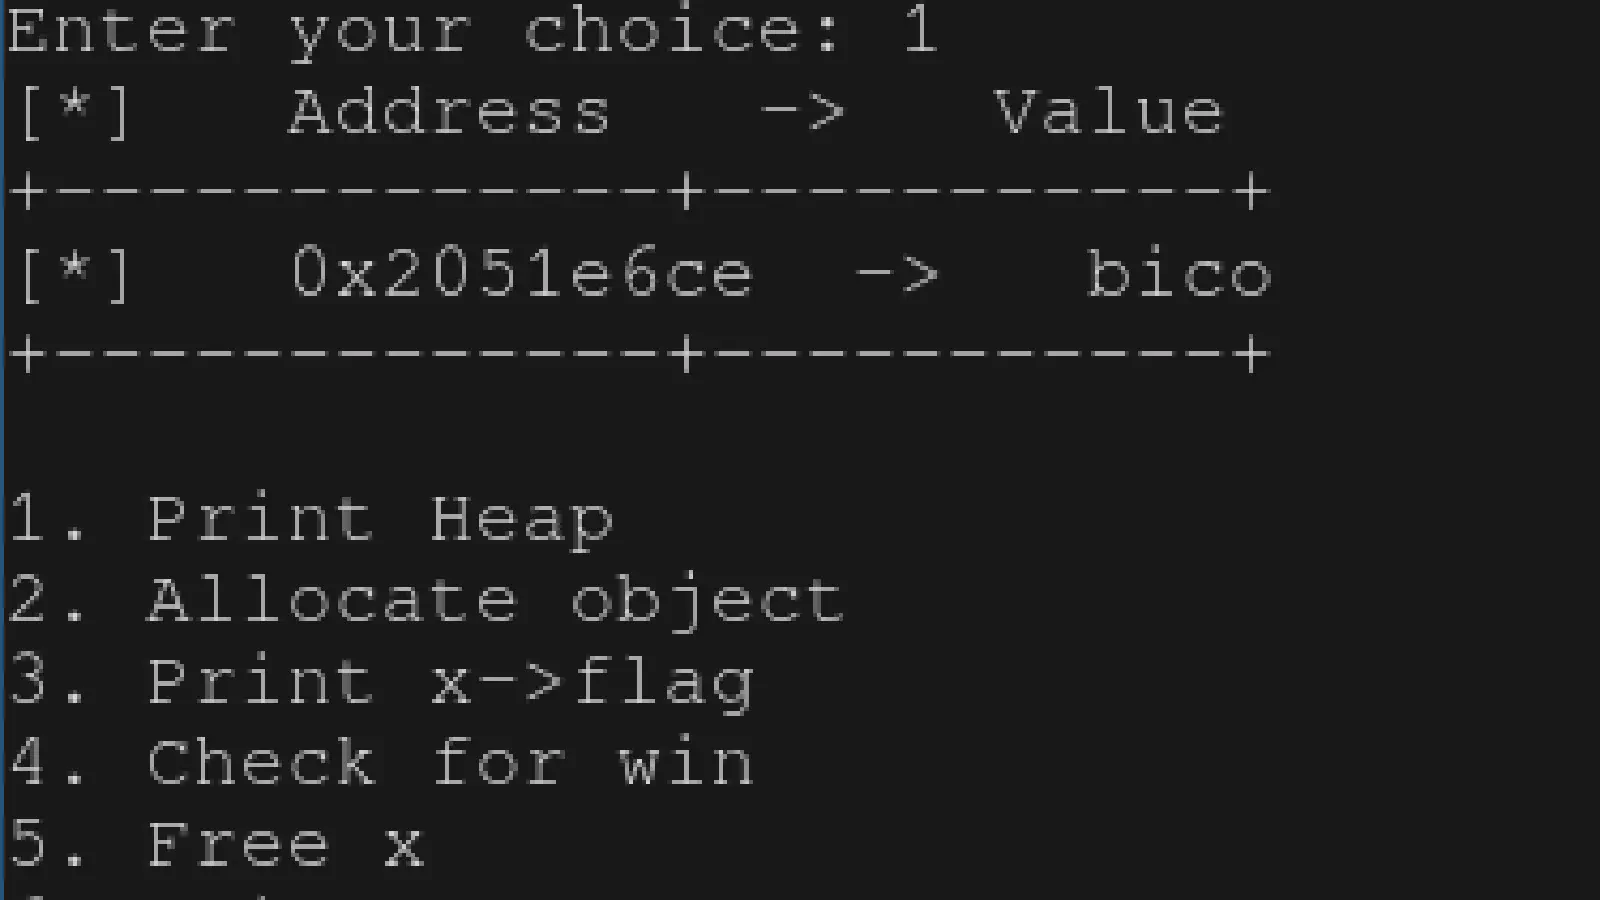 Enter your choice: 1
[*]   Address   ->   Value
+-------------+-----------+
[*]   0x2051e6ce  ->   bico
+-------------+-----------+
1. Print Heap
2. Allocate object
3. Print x->flag
4. Check for win
5. Free x